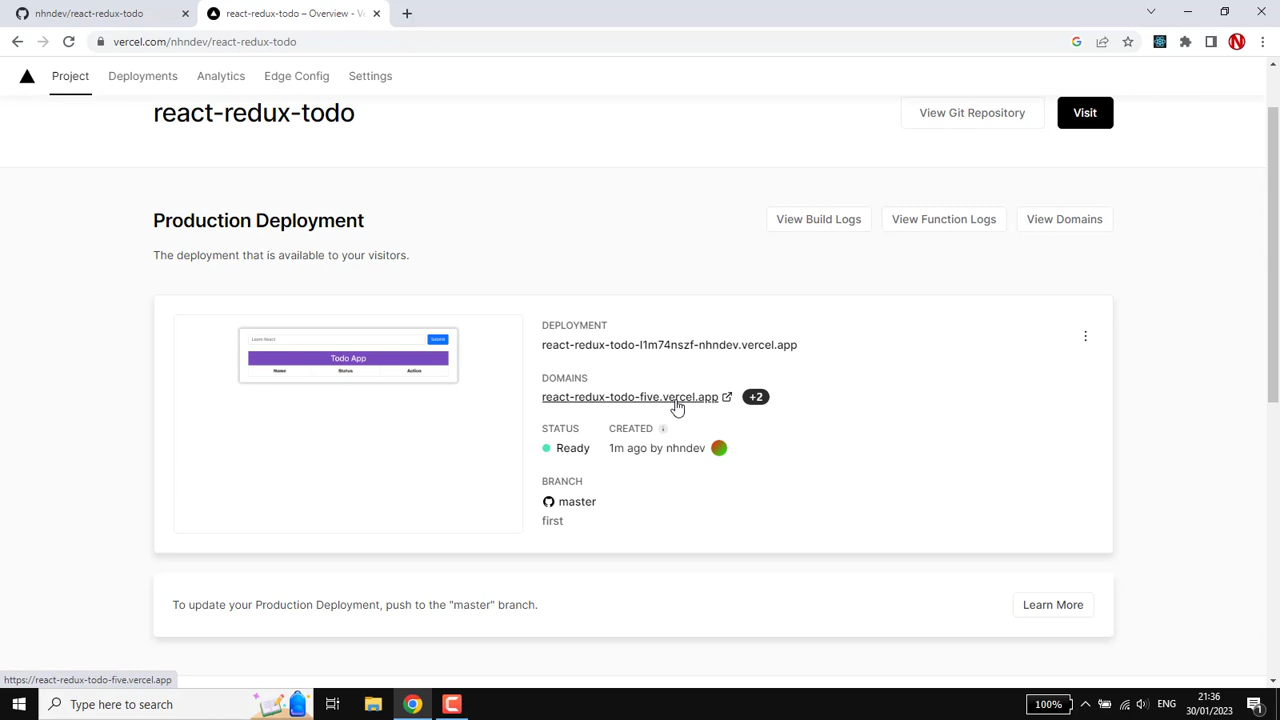 nhndev/react-redux-todo
react-redux-todo – Overview - Ve
vercel.com/nhndev/react-redux-todo
Project
Deployments
Analytics
Edge Config
Settings
react-redux-todo
View Git Repository
Visit
Production Deployment
View Build Logs
View Function Logs
View Domains
The deployment that is available to your visitors.
Learn React
Submit
Todo App
Name
Status
Action
DEPLOYMENT
react-redux-todo-l1m74nszf-nhndev.vercel.app
DOMAINS
react-redux-todo-five.vercel.app
+2
STATUS
CREATED
Ready
1m ago by nhndev
BRANCH
master
first
To update your Production Deployment, push to the "master" branch.
Learn More
https://react-redux-todo-five.vercel.app
Type here to search
100%
ENG
21:36
30/01/2023
1